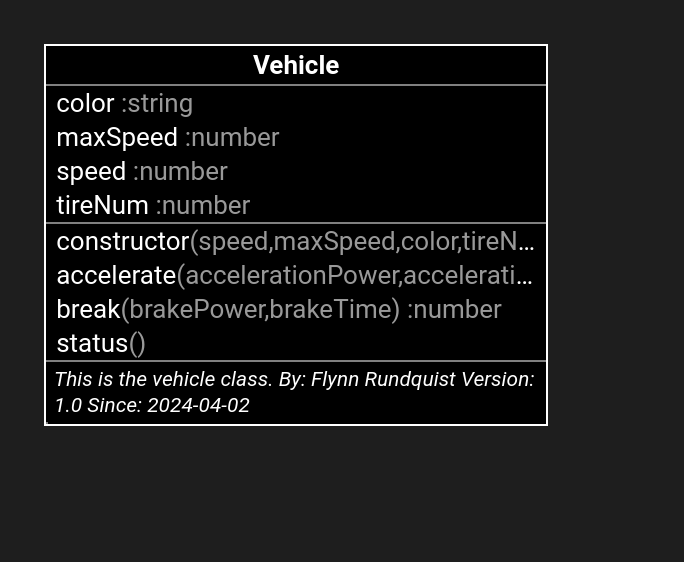 Vehicle
color :string
maxSpeed :number
speed :number
tireNum :number
constructor(speed,maxSpeed,color,tireN...
accelerate(accelerationPower,accelerati...
break(brakePower,brakeTime) :number
status()
This is the vehicle class. By: Flynn Rundquist Version:
1.0 Since: 2024-04-02